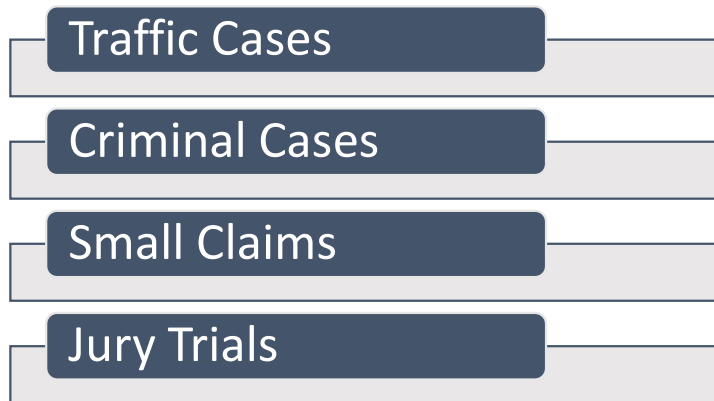 Traffic Cases
Criminal Cases
Small Claims
Jury Trials